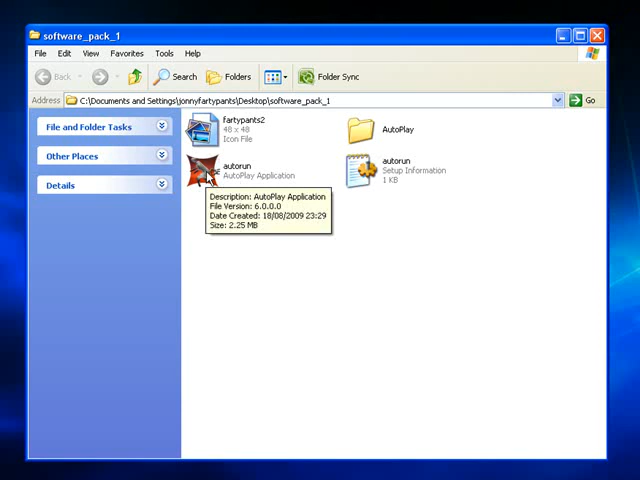 software_pack_1
File Edit View Favorites Tools Help
Back Search Folders Folder Sync
Address C:\Documents and Settings\jonnyfartypants\Desktop\software_pack_1 Go
File and Folder Tasks
Other Places
Details
fartypants2
48 x 48
Icon File
AutoPlay
autorun
AutoPlay Application
autorun
Setup Information
1 KB
Description: AutoPlay Application
File Version: 6.0.0.0
Date Created: 18/08/2009 23:29
Size: 2.25 MB